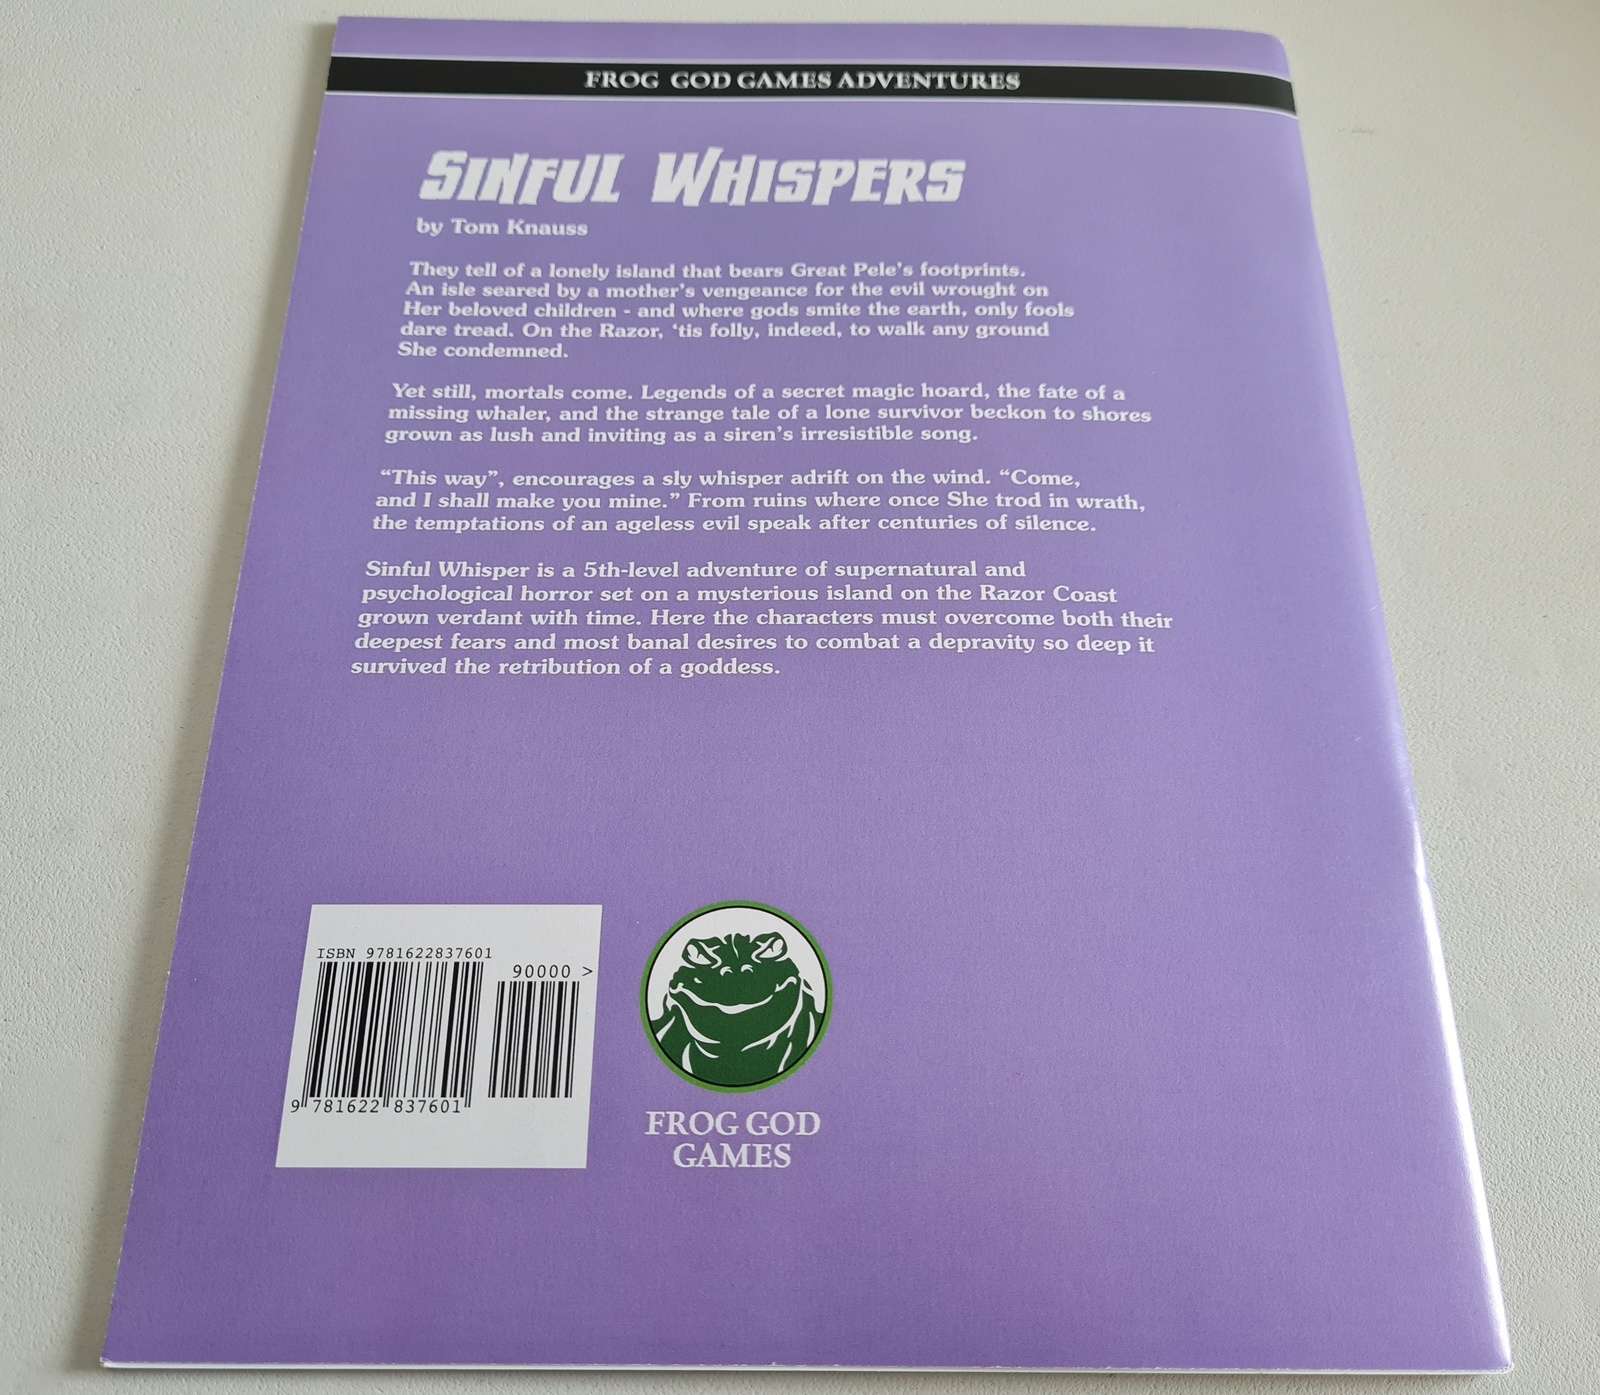 FROG GOD GAMES ADVENTURES
SINFUL WHISPERS
by Tom Knauss
They tell of a lonely island that bears Great Pele's footprints.
An isle seared by a mother's vengeance for the evil wrought on
Her beloved children - and where gods smite the earth, only fools
dare tread. On the Razor, 'tis folly, indeed, to walk any ground
She condemned.
Yet still, mortals come. Legends of a secret magic hoard, the fate of a
missing whaler, and the strange tale of a lone survivor beckon to shores
grown as lush and inviting as a siren's irresistible song.
“This way”, encourages a sly whisper adrift on the wind. “Come,
and I shall make you mine.” From ruins where once She trod in wrath,
the temptations of an ageless evil speak after centuries of silence.
Sinful Whisper is a 5th-level adventure of supernatural and
psychological horror set on a mysterious island on the Razor Coast
grown verdant with time. Here the characters must overcome both their
deepest fears and most banal desires to combat a depravity so deep it
survived the retribution of a goddess.
ISBN 9781622837601
90000 >
9 781622 837601
FROG GOD
GAMES